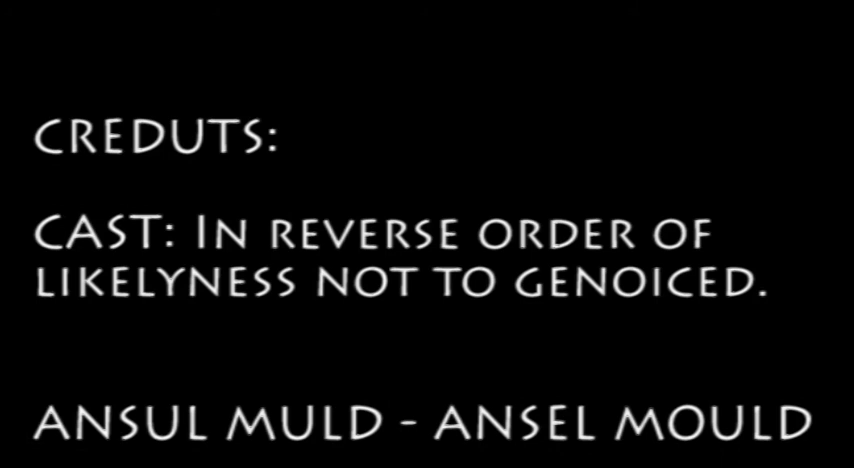 CREDUTS:
CAST: IN REVERSE ORDER OF
LIKELYNESS NOT TO GENOICED.
ANSUL MULD - ANSEL MOULD